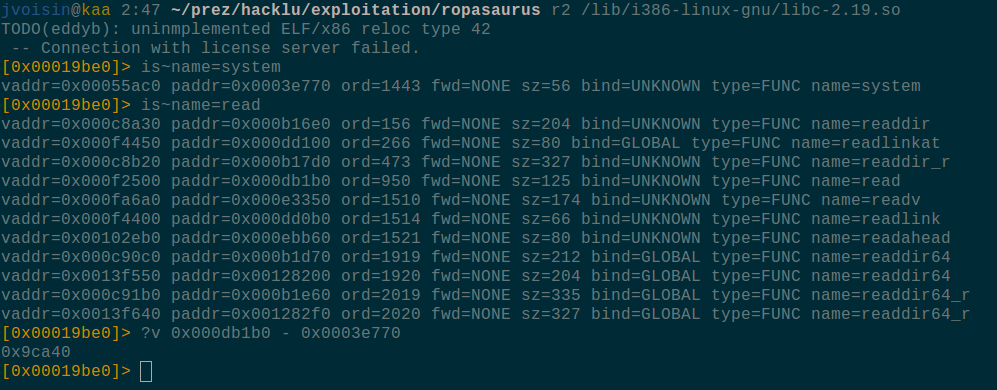 jvoisin@kaa 2:47 ~/prez/hacklu/exploitation/ropasaurus r2 /lib/i386-linux-gnu/libc-2.19.so
TODO(eddyb): uninmplemented ELF/x86 reloc type 42
 -- Connection with license server failed.
[0x00019be0]> is~name=system
vaddr=0x00055ac0 paddr=0x0003e770 ord=1443 fwd=NONE sz=56 bind=UNKNOWN type=FUNC name=system
[0x00019be0]> is~name=read
vaddr=0x000c8a30 paddr=0x000b16e0 ord=156 fwd=NONE sz=204 bind=UNKNOWN type=FUNC name=readdir
vaddr=0x000f4450 paddr=0x000dd100 ord=266 fwd=NONE sz=80 bind=GLOBAL type=FUNC name=readlinkat
vaddr=0x000c8b20 paddr=0x000b17d0 ord=473 fwd=NONE sz=327 bind=UNKNOWN type=FUNC name=readdir_r
vaddr=0x000f2500 paddr=0x000db1b0 ord=950 fwd=NONE sz=125 bind=UNKNOWN type=FUNC name=read
vaddr=0x000fa6a0 paddr=0x000e3350 ord=1510 fwd=NONE sz=174 bind=UNKNOWN type=FUNC name=readv
vaddr=0x000f4400 paddr=0x000dd0b0 ord=1514 fwd=NONE sz=66 bind=UNKNOWN type=FUNC name=readlink
vaddr=0x00102eb0 paddr=0x000ebb60 ord=1521 fwd=NONE sz=80 bind=UNKNOWN type=FUNC name=readahead
vaddr=0x000c90c0 paddr=0x000b1d70 ord=1919 fwd=NONE sz=212 bind=GLOBAL type=FUNC name=readdir64
vaddr=0x0013f550 paddr=0x00128200 ord=1920 fwd=NONE sz=204 bind=GLOBAL type=FUNC name=readdir64
vaddr=0x000c91b0 paddr=0x000b1e60 ord=2019 fwd=NONE sz=335 bind=GLOBAL type=FUNC name=readdir64_r
vaddr=0x0013f640 paddr=0x001282f0 ord=2020 fwd=NONE sz=327 bind=GLOBAL type=FUNC name=readdir64_r
[0x00019be0]> ?v 0x000db1b0 - 0x0003e770
0x9ca40
[0x00019be0]>